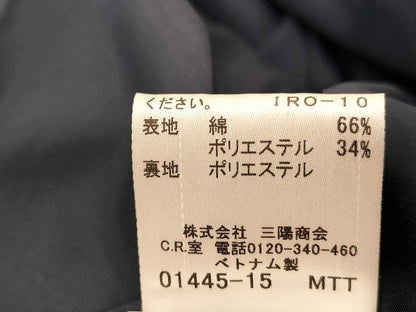 ください。 IRO-10
表地 綿 66%
ポリエステル 34%
裏地 ポリエステル
株式会社 三陽商会
C.R.室 電話0120-340-460
ベトナム製
01445-15 MTT